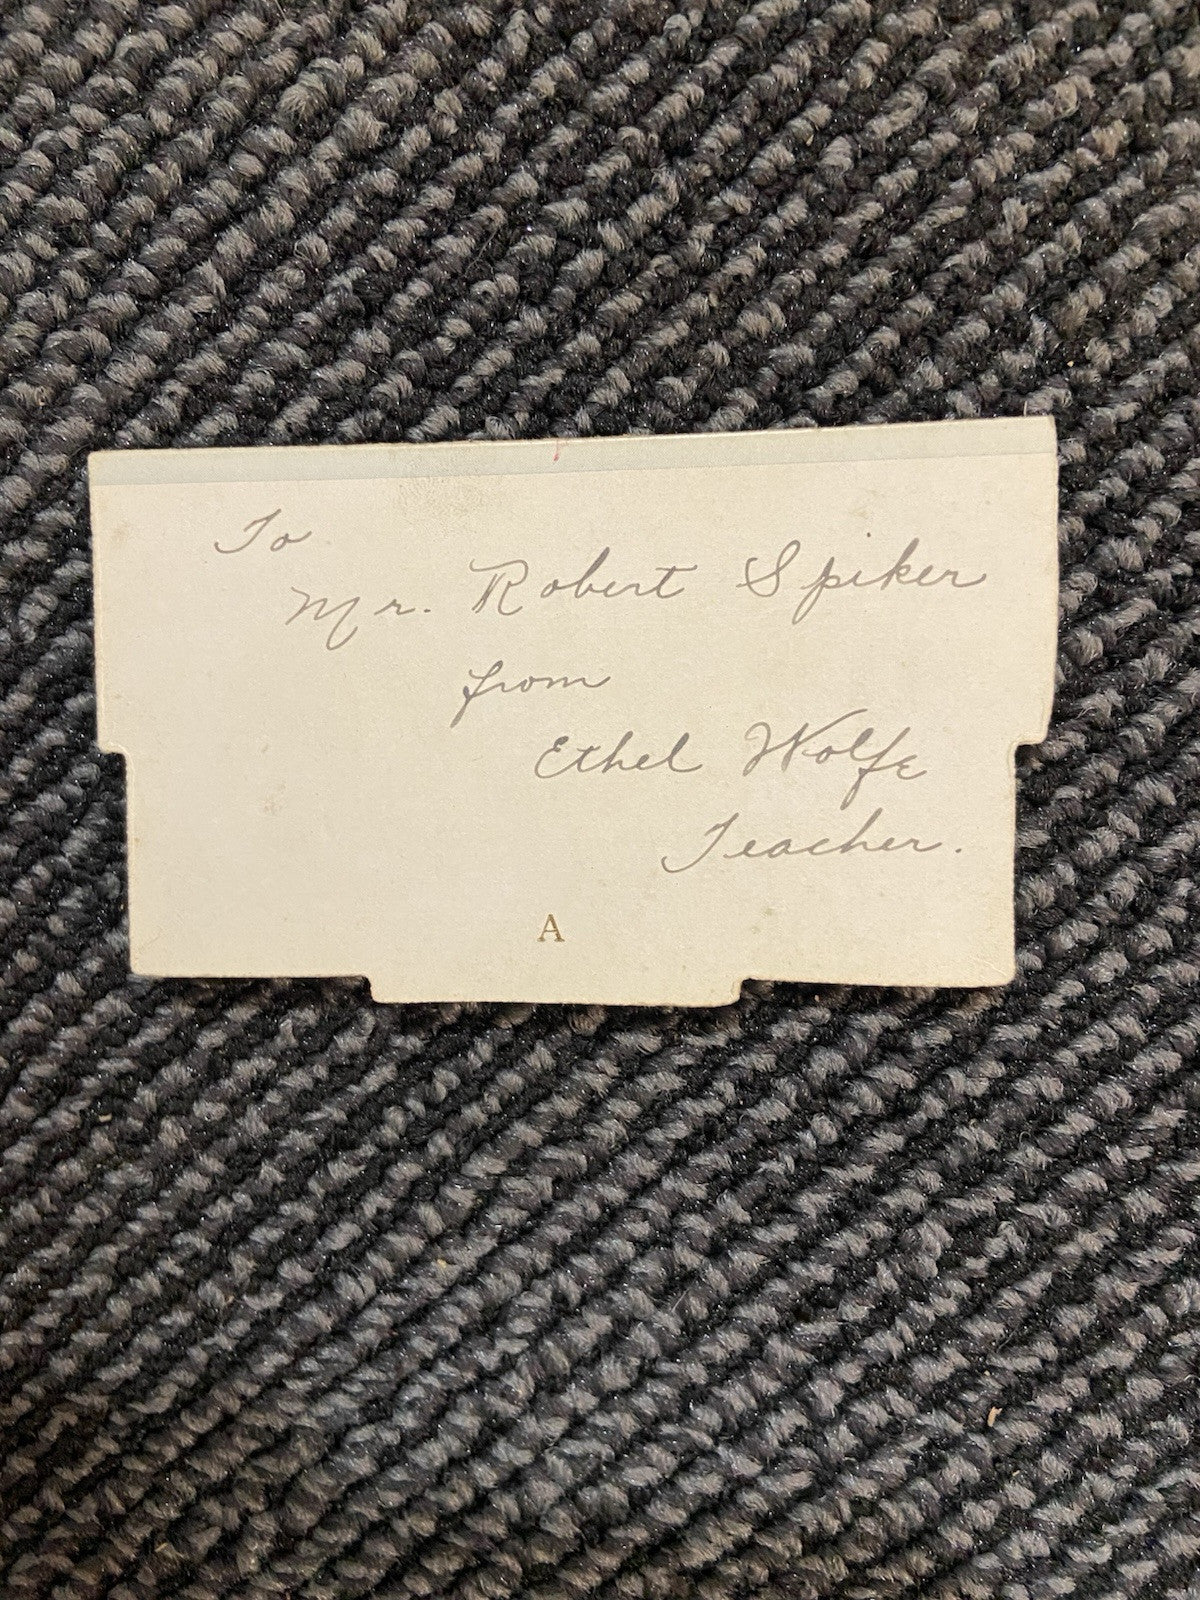 To
Mr. Robert Spiker
from
Ethel Wolfe
Teacher.
A